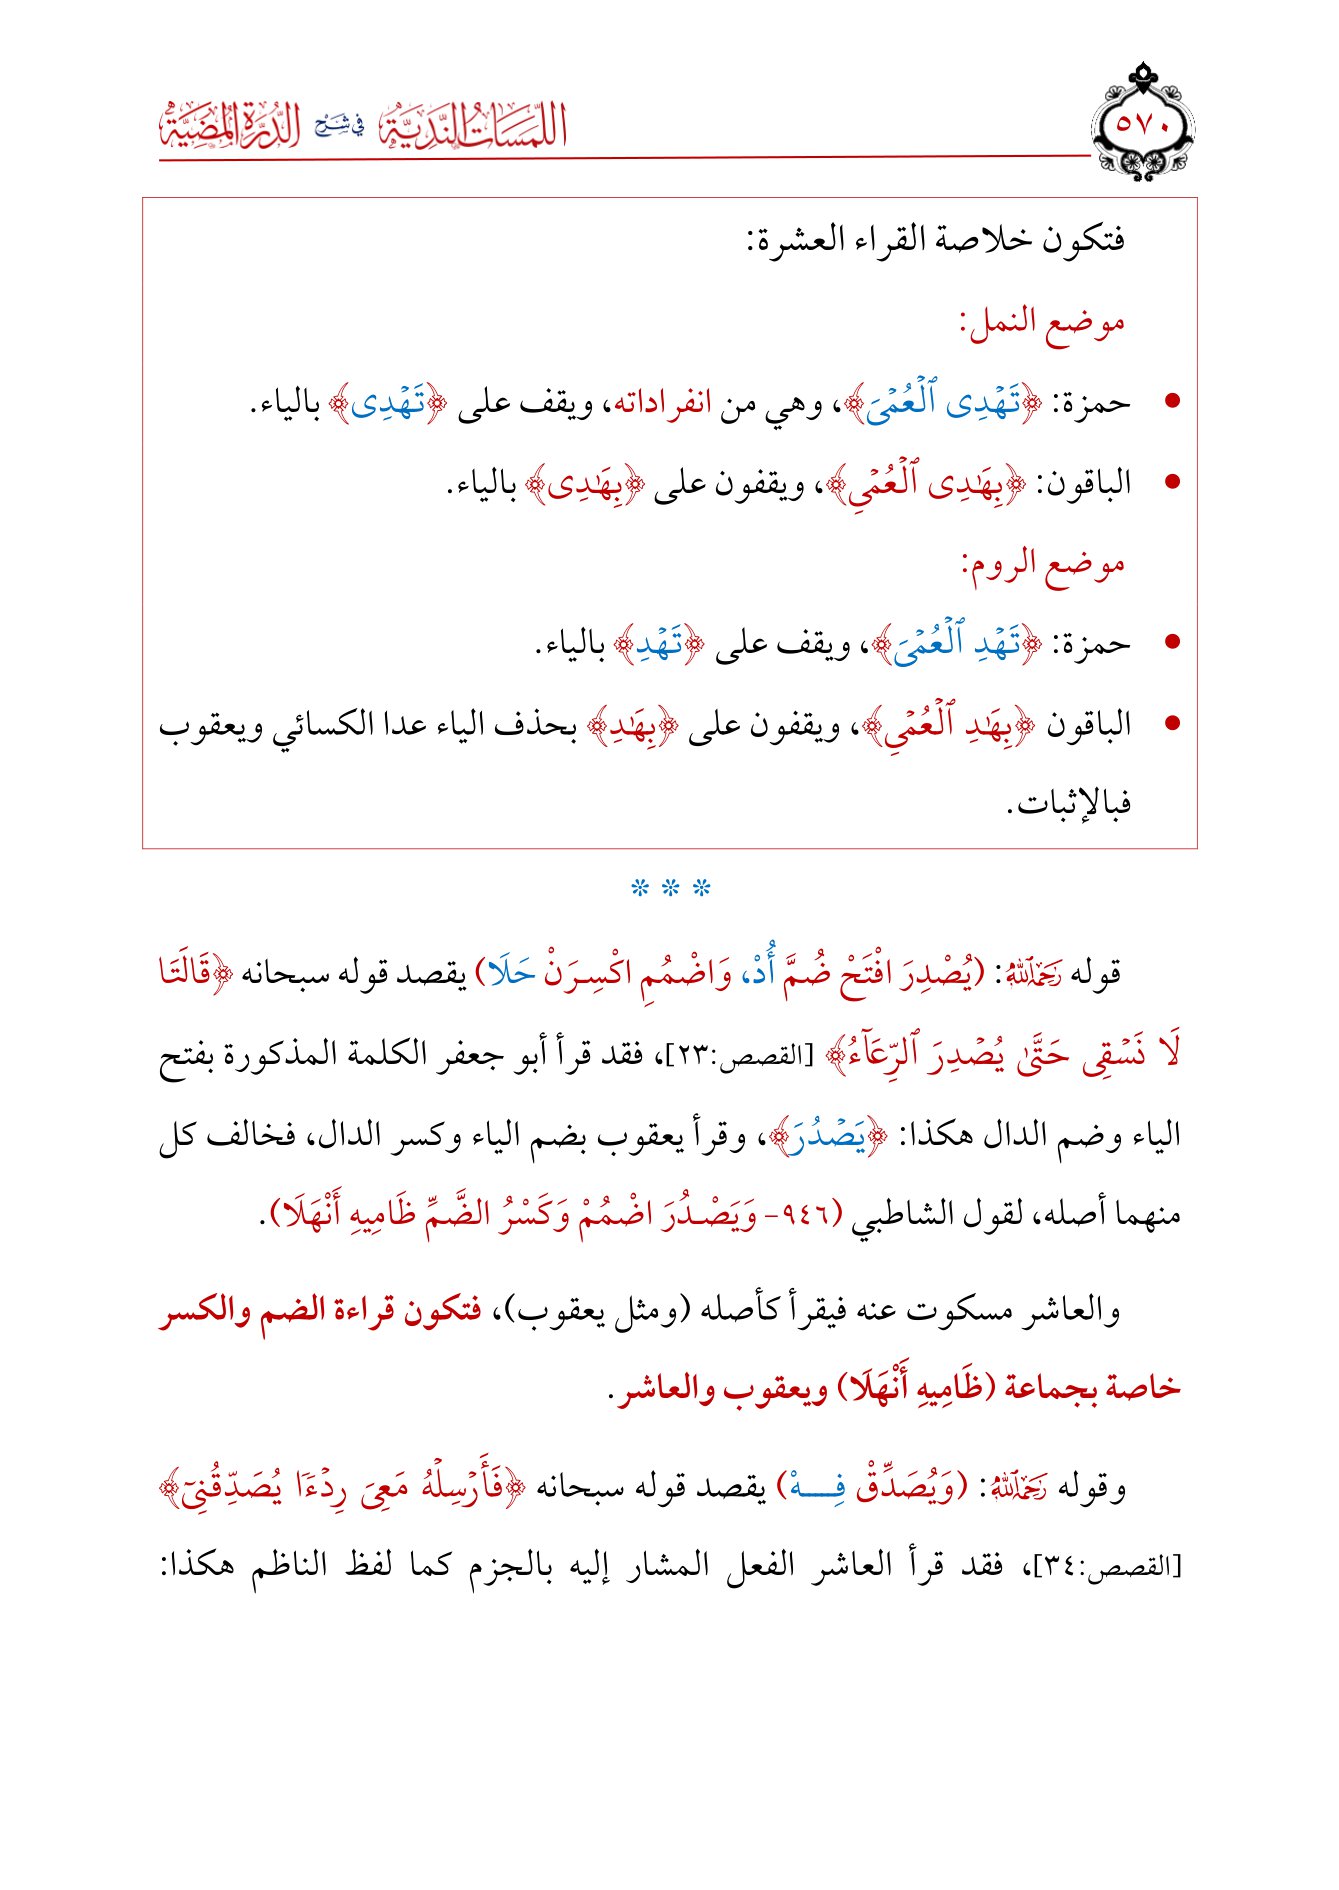 اللمسات الندية في شرح الدرة المضية
٥٧٠
فتكون خلاصة القراء العشرة:
موضع النمل:
• حمزة: ﴿تَهۡدِي ٱلۡعُمۡيَ﴾، وهي من انفراداته، ويقف على ﴿تَهۡدِي﴾ بالياء.
• الباقون: ﴿بِهَٰدِي ٱلۡعُمۡيِ﴾، ويقفون على ﴿بِهَٰدِي﴾ بالياء.
موضع الروم:
• حمزة: ﴿تَهۡدِ ٱلۡعُمۡيَ﴾، ويقف على ﴿تَهۡدِ﴾ بالياء.
• الباقون ﴿بِهَٰدِ ٱلۡعُمۡيِ﴾، ويقفون على ﴿بِهَٰدِ﴾ بحذف الياء عدا الكسائي ويعقوب
فبالإثبات.
* * *
قوله رَحِمَهُ ٱللَّهُ: (يُصْدِرَ افْتَحْ ضُمَّ أُدْ، وَاضْمُمِ اكْسِرَنْ حَلَا) يقصد قوله سبحانه ﴿قَالَتَا
لَا نَسۡقِي حَتَّىٰ يُصۡدِرَ ٱلرِّعَآءُ﴾ [القصص:٢٣]، فقد قرأ أبو جعفر الكلمة المذكورة بفتح
الياء وضم الدال هكذا: ﴿يَصۡدُرَ﴾، وقرأ يعقوب بضم الياء وكسر الدال، فخالف كل
منهما أصله، لقول الشاطبي (٩٤٦- وَيَصْدُرَ اضْمُمْ وَكَسْرُ الضَّمِّ ظَامِيهِ أَنْهَلَا).
والعاشر مسكوت عنه فيقرأ كأصله (ومثل يعقوب)، فتكون قراءة الضم والكسر
خاصة بجماعة (ظَامِيهِ أَنْهَلَا) ويعقوب والعاشر.
وقوله رَحِمَهُ ٱللَّهُ: (وَيُصَدِّقْ فِـــهْ) يقصد قوله سبحانه ﴿فَأَرۡسِلۡهُ مَعِيَ رِدۡءٗا يُصَدِّقُنِيٓ﴾
[القصص:٣٤]، فقد قرأ العاشر الفعل المشار إليه بالجزم كما لفظ الناظم هكذا: